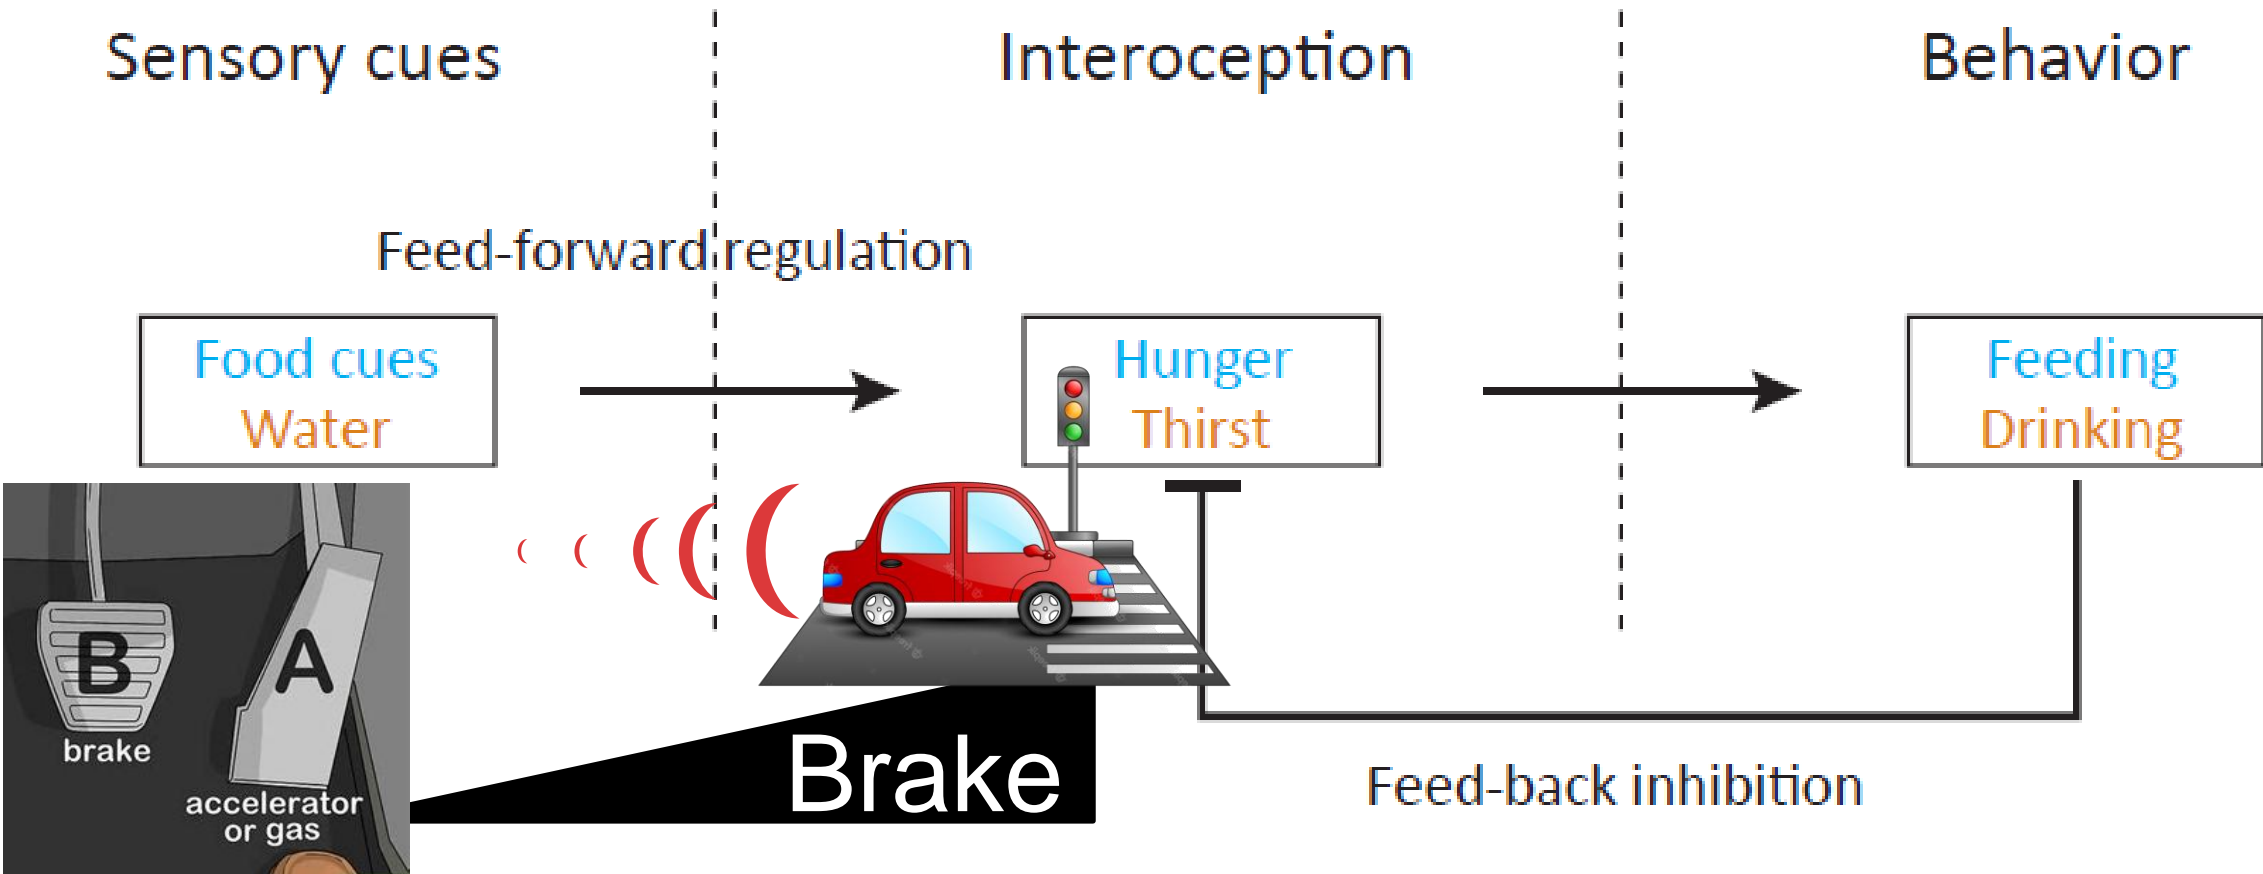 Sensory cues
Interoception
Behavior
Feed-forward regulation
Food cues
Water
Hunger
Thirst
Feeding
Drinking
B
A
brake
accelerator
or gas
Brake
Feed-back inhibition